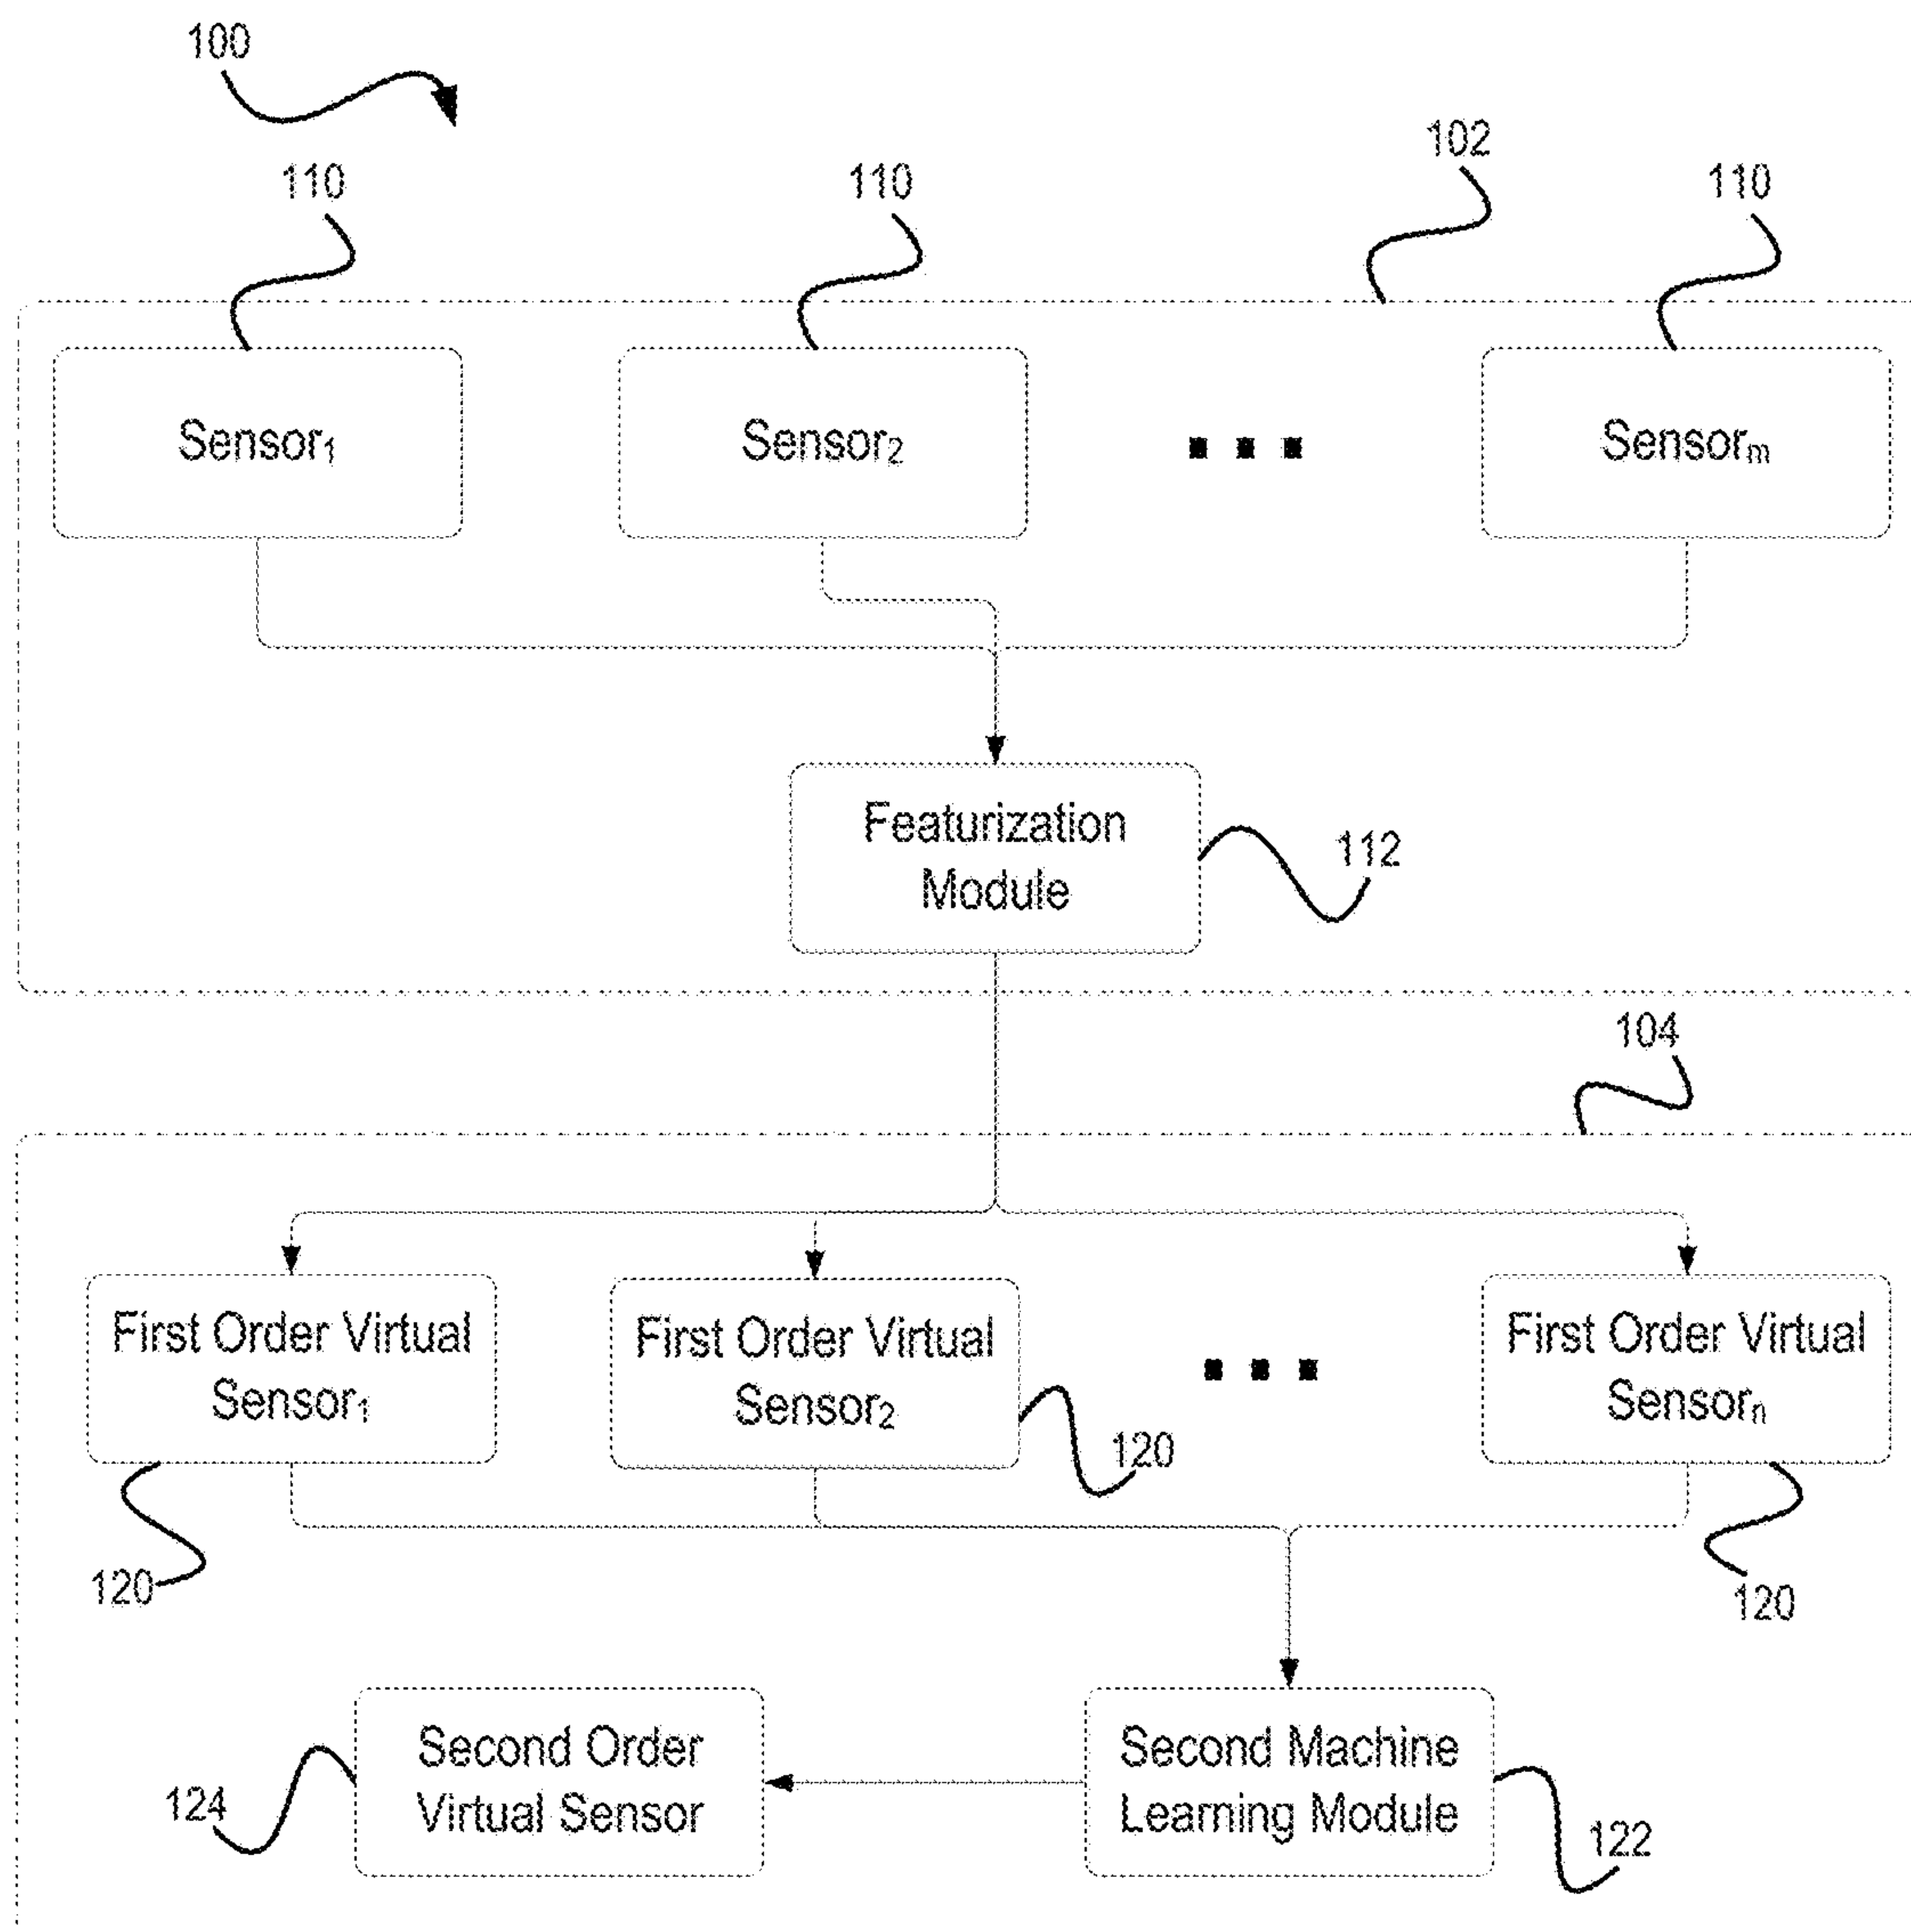 100
102
110
110
110
Sensor₁
Sensor₂
Sensorₘ
Featurization
Module
112
104
First Order Virtual
Sensor₁
First Order Virtual
Sensor₂
First Order Virtual
Sensorₙ
120
120
120
Second Order
Virtual Sensor
Second Machine
Learning Module
124
122